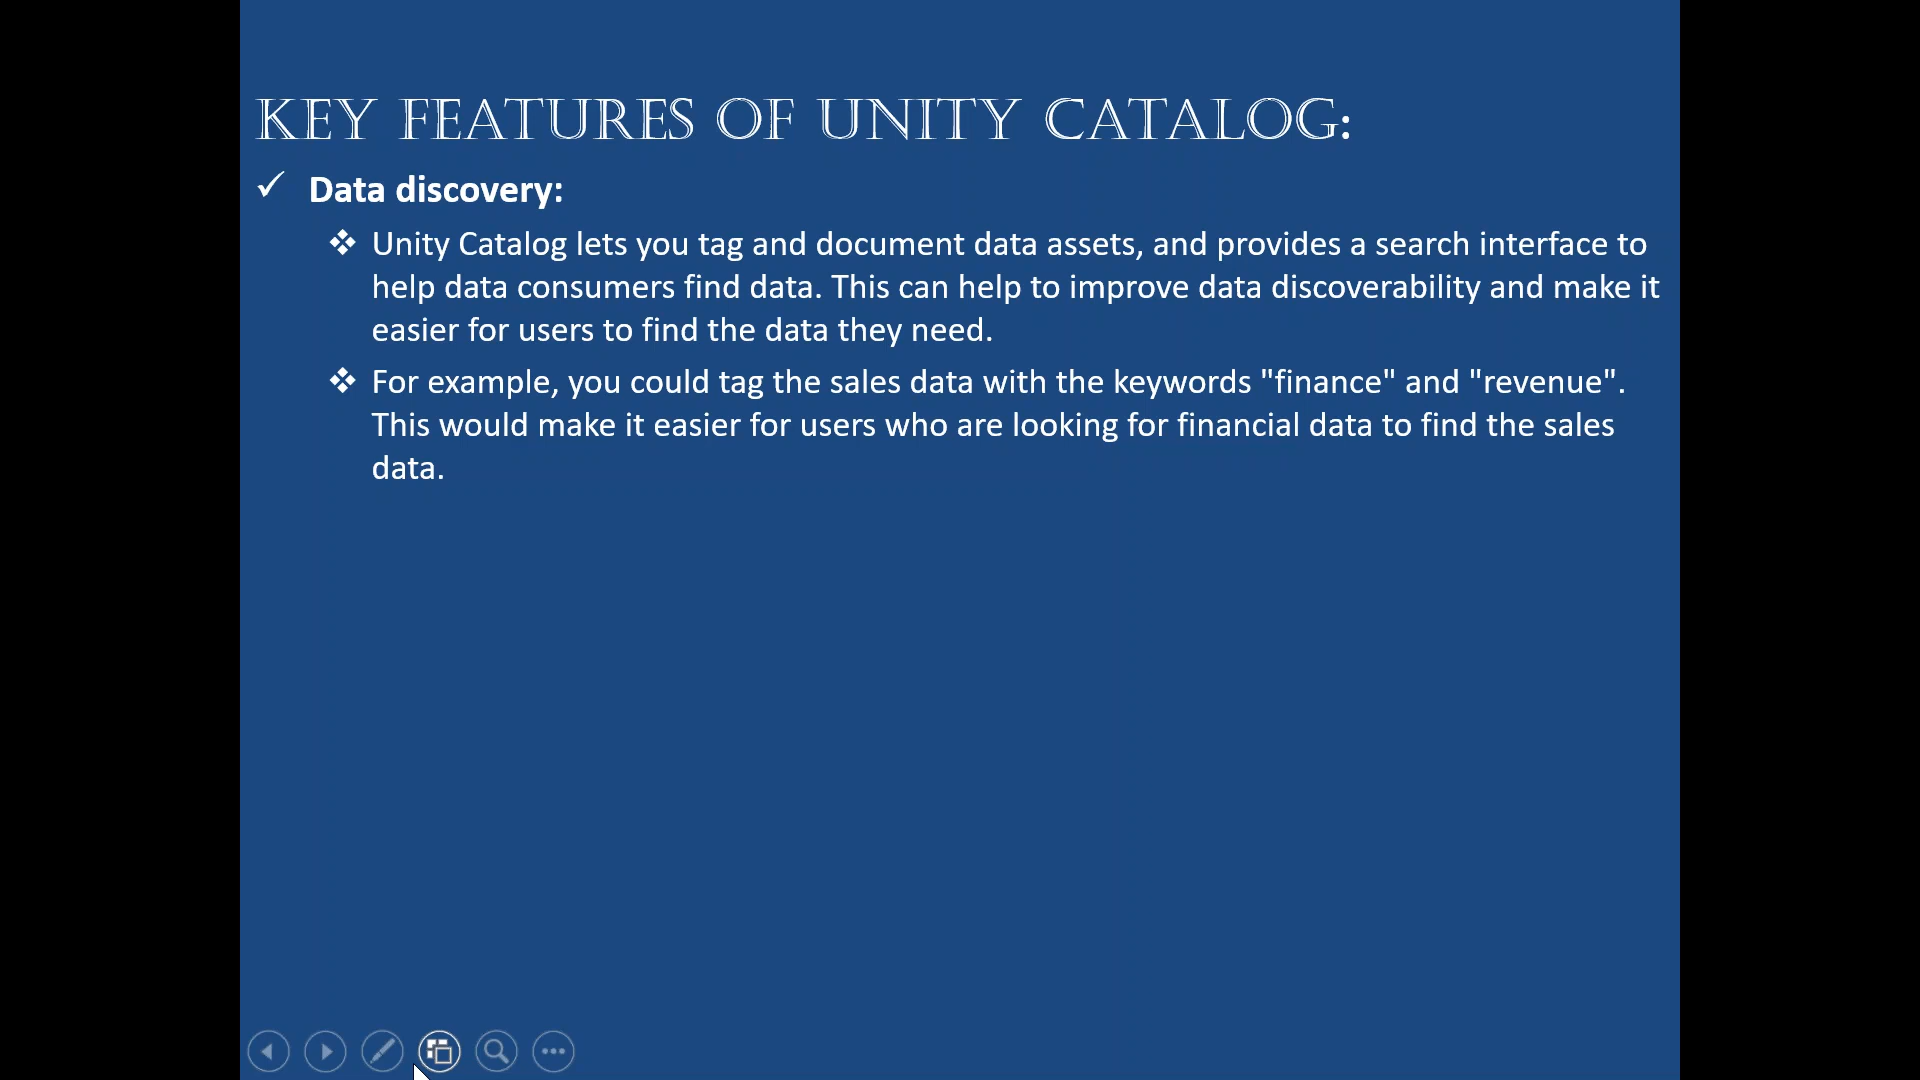 KEY FEATURES OF UNITY CATALOG:
Data discovery:
Unity Catalog lets you tag and document data assets, and provides a search interface to
help data consumers find data. This can help to improve data discoverability and make it
easier for users to find the data they need.
For example, you could tag the sales data with the keywords "finance" and "revenue".
This would make it easier for users who are looking for financial data to find the sales
data.